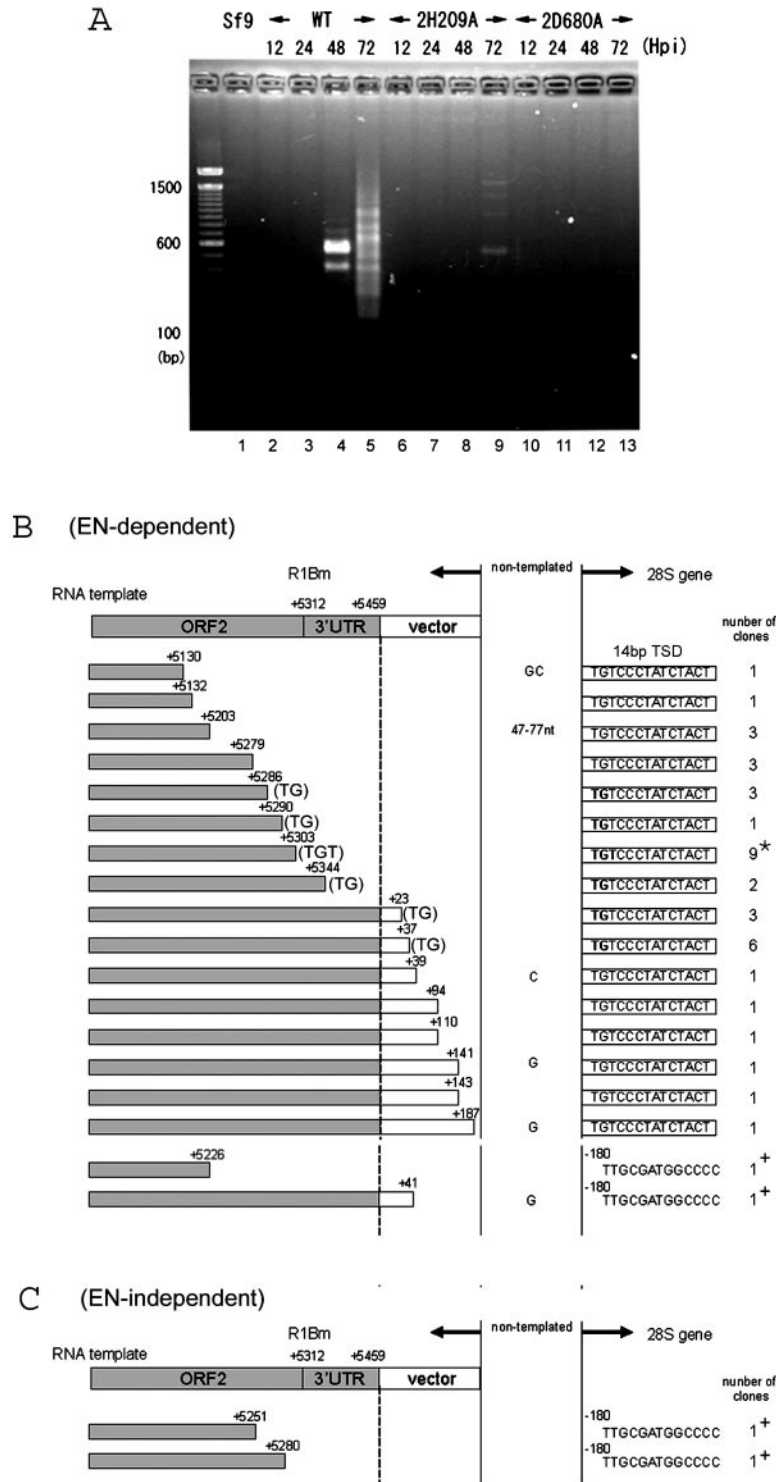 A
Sf9 WT 2H209A 2D680A
12 24 48 72 12 24 48 72 12 24 48 72 (Hpi)
1500
600
100
(bp)
1 2 3 4 5 6 7 8 9 10 11 12 13
B (EN-dependent)
R1Bm non-templated 28S gene
RNA template
+5312 +5459
number of clones
ORF2 3'UTR vector
14bp TSD
+5130 GC TGTCCCTATCTACT 1
+5132 TGTCCCTATCTACT 1
+5203 47-77nt TGTCCCTATCTACT 3
+5279 TGTCCCTATCTACT 3
+5286 (TG) TGTCCCTATCTACT 3
+5290 (TG) TGTCCCTATCTACT 1
+5303 (TGT) TGTCCCTATCTACT 9*
+5344 (TG) TGTCCCTATCTACT 2
+23 (TG) TGTCCCTATCTACT 3
+37 (TG) TGTCCCTATCTACT 6
+39 C TGTCCCTATCTACT 1
+94 TGTCCCTATCTACT 1
+110 TGTCCCTATCTACT 1
+141 G TGTCCCTATCTACT 1
+143 TGTCCCTATCTACT 1
+187 G TGTCCCTATCTACT 1
+5226 -180 TTGCGATGGCCCC 1+
+41 G -180 TTGCGATGGCCCC 1+
C (EN-independent)
R1Bm non-templated 28S gene
RNA template
+5312 +5459
number of clones
ORF2 3'UTR vector
+5251 -180 TTGCGATGGCCCC 1+
+5280 -180 TTGCGATGGCCCC 1+